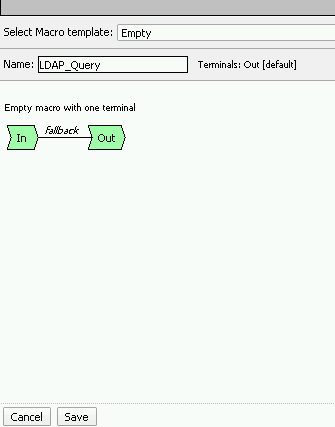 Select Macro template: Empty
Name: LDAP_Query Terminals: Out [default]
Empty macro with one terminal
In fallback Out
Cancel Save